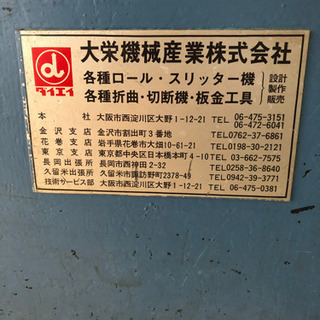 大栄機械産業株式会社
ダイエイ
各種ロール・スリッター機
各種折曲・切断機・板金工具
設計
製作
販売
本社 大阪市西淀川区大野1-12-21 TEL 06-475-3151
06-472-6041
金沢支店 金沢市割出町3番地 TEL0762-37-6861
花巻支店 岩手県花巻市大畑10-61-21 TEL0198-30-2121
東京支店 東京都中央区日本橋本町4-10 TEL 03-662-7575
長岡出張所 長岡市西神田2-32 TEL0258-36-8640
久留米出張所 久留米市諏訪野町2378-49 TEL0942-39-3771
技術サービス部 大阪市西淀川区大野1-12-21 TEL 06-475-0381